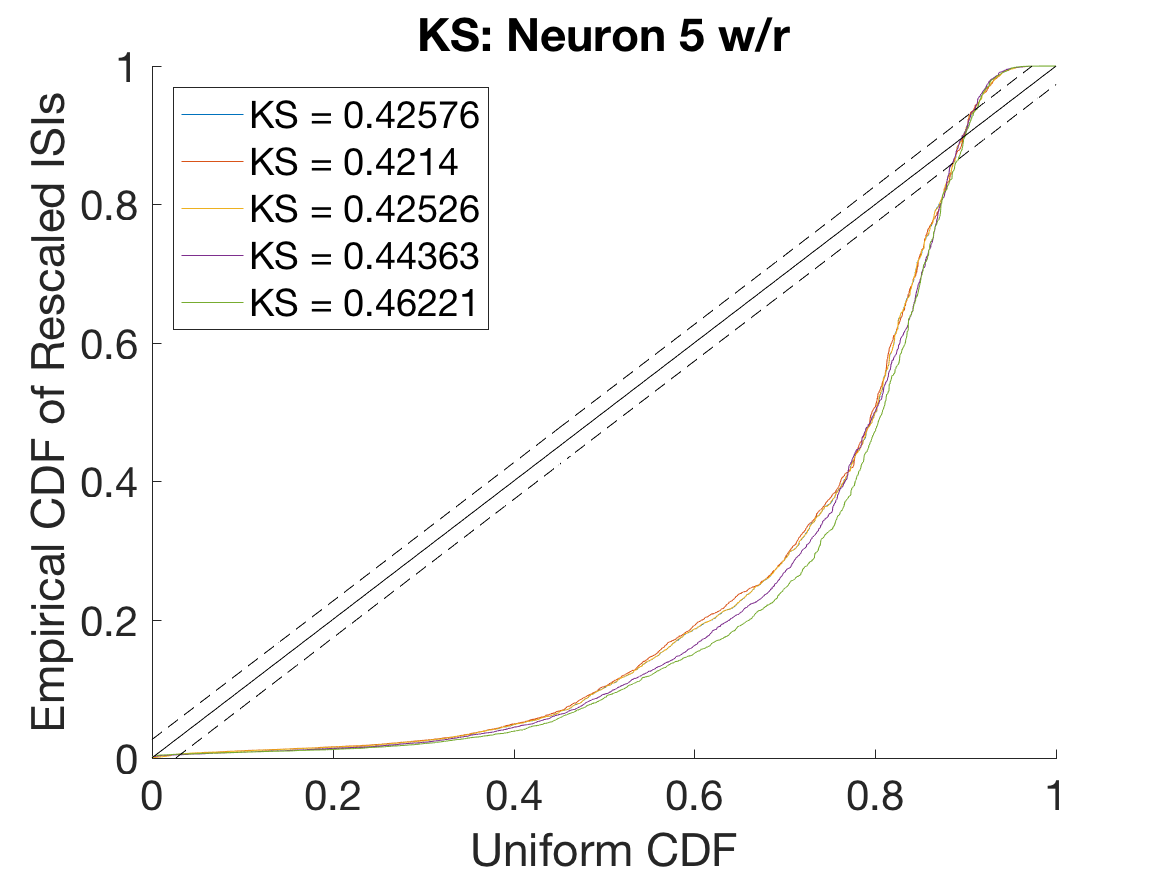 KS: Neuron 5 w/r
Empirical CDF of Rescaled ISIs
1
0.8
0.6
0.4
0.2
0
KS = 0.42576
KS = 0.4214
KS = 0.42526
KS = 0.44363
KS = 0.46221
0 0.2 0.4 0.6 0.8 1
Uniform CDF